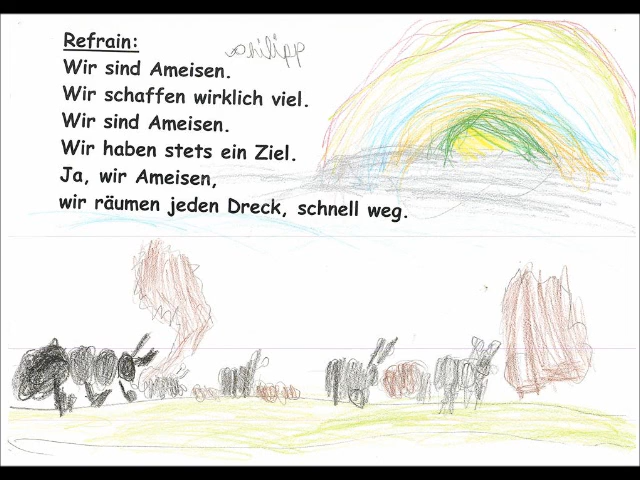 Refrain:
philipp
Wir sind Ameisen.
Wir schaffen wirklich viel.
Wir sind Ameisen.
Wir haben stets ein Ziel.
Ja, wir Ameisen,
wir räumen jeden Dreck, schnell weg.